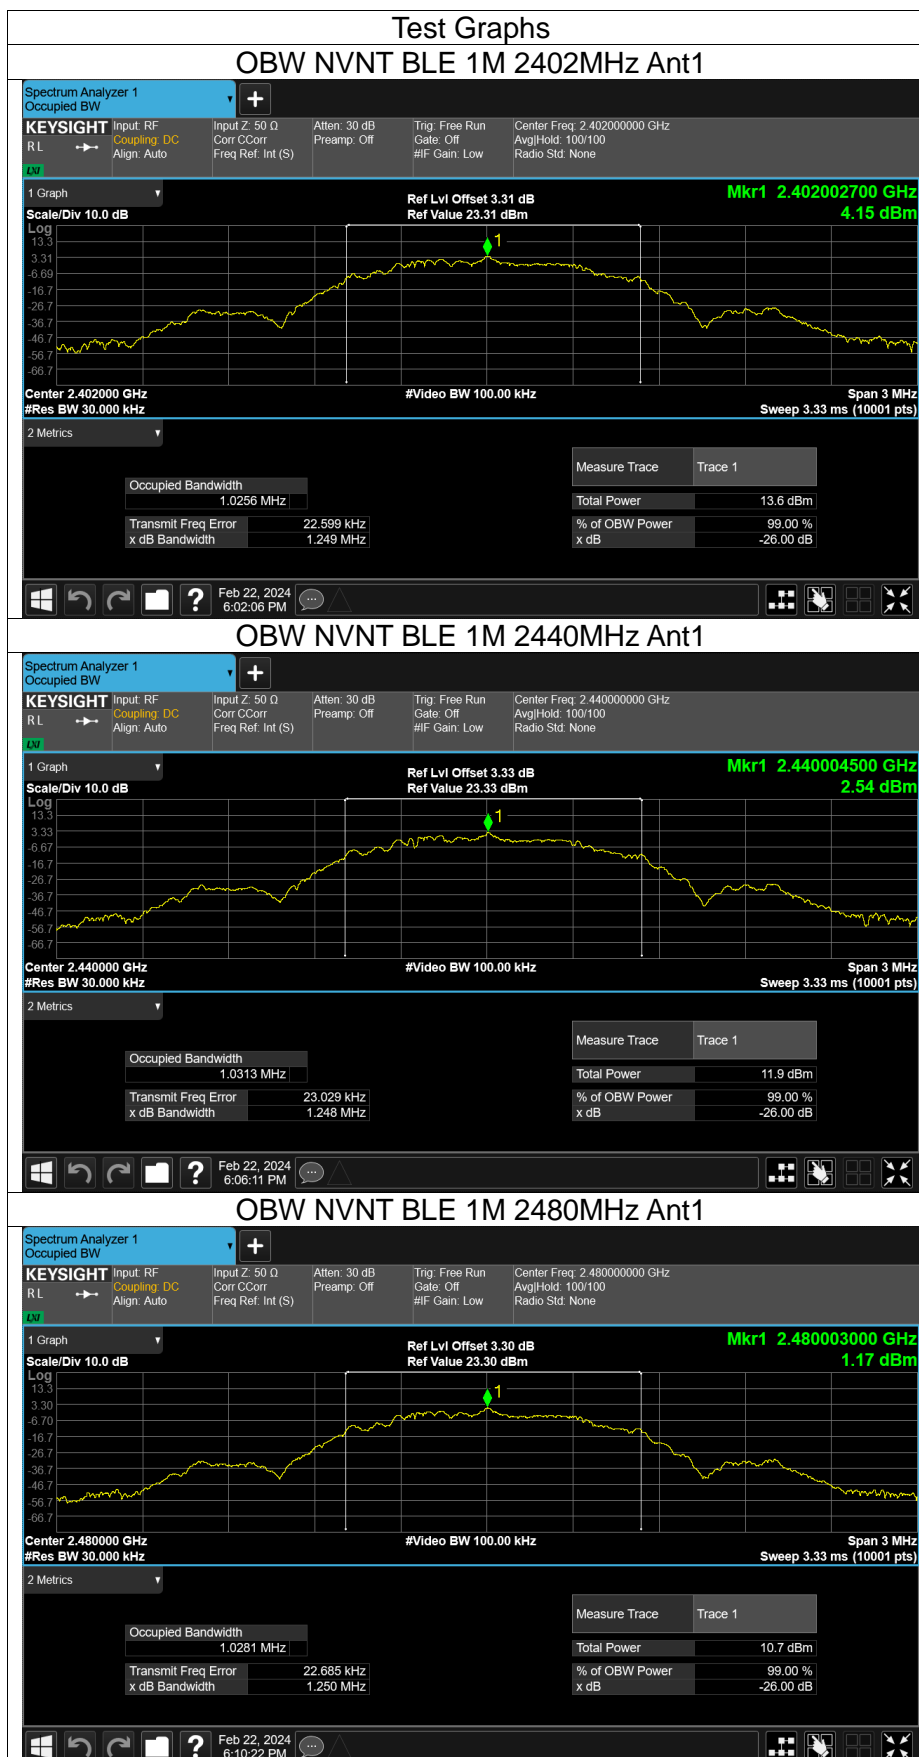 Test Graphs
OBW NVNT BLE 1M 2402MHz Ant1
Spectrum Analyzer 1
Occupied BW
KEYSIGHT Input: RF Input Z: 50 Ω Atten: 30 dB Trig: Free Run Center Freq: 2.402000000 GHz
RL Coupling: DC Corr CCorr Preamp: Off Gate: Off Avg|Hold: 100/100
Align: Auto Freq Ref: Int (S) #IF Gain: Low Radio Std: None
LXI
1 Graph
Ref Lvl Offset 3.31 dB Mkr1 2.402002700 GHz
Scale/Div 10.0 dB Ref Value 23.31 dBm 4.15 dBm
Log
1
13.3
3.31
-6.69
-16.7
-26.7
-36.7
-46.7
-56.7
-66.7
Center 2.402000 GHz #Video BW 100.00 kHz Span 3 MHz
#Res BW 30.000 kHz Sweep 3.33 ms (10001 pts)
2 Metrics
Measure Trace Trace 1
Occupied Bandwidth
1.0256 MHz Total Power 13.6 dBm
Transmit Freq Error 22.599 kHz % of OBW Power 99.00 %
x dB Bandwidth 1.249 MHz x dB -26.00 dB
? Feb 22, 2024
6:02:06 PM
OBW NVNT BLE 1M 2440MHz Ant1
Spectrum Analyzer 1
Occupied BW
KEYSIGHT Input: RF Input Z: 50 Ω Atten: 30 dB Trig: Free Run Center Freq: 2.440000000 GHz
RL Coupling: DC Corr CCorr Preamp: Off Gate: Off Avg|Hold: 100/100
Align: Auto Freq Ref: Int (S) #IF Gain: Low Radio Std: None
LXI
1 Graph
Ref Lvl Offset 3.33 dB Mkr1 2.440004500 GHz
Scale/Div 10.0 dB Ref Value 23.33 dBm 2.54 dBm
Log
1
13.3
3.33
-6.67
-16.7
-26.7
-36.7
-46.7
-56.7
-66.7
Center 2.440000 GHz #Video BW 100.00 kHz Span 3 MHz
#Res BW 30.000 kHz Sweep 3.33 ms (10001 pts)
2 Metrics
Measure Trace Trace 1
Occupied Bandwidth
1.0313 MHz Total Power 11.9 dBm
Transmit Freq Error 23.029 kHz % of OBW Power 99.00 %
x dB Bandwidth 1.248 MHz x dB -26.00 dB
? Feb 22, 2024
6:06:11 PM
OBW NVNT BLE 1M 2480MHz Ant1
Spectrum Analyzer 1
Occupied BW
KEYSIGHT Input: RF Input Z: 50 Ω Atten: 30 dB Trig: Free Run Center Freq: 2.480000000 GHz
RL Coupling: DC Corr CCorr Preamp: Off Gate: Off Avg|Hold: 100/100
Align: Auto Freq Ref: Int (S) #IF Gain: Low Radio Std: None
LXI
1 Graph
Ref Lvl Offset 3.30 dB Mkr1 2.480003000 GHz
Scale/Div 10.0 dB Ref Value 23.30 dBm 1.17 dBm
Log
1
13.3
3.30
-6.70
-16.7
-26.7
-36.7
-46.7
-56.7
-66.7
Center 2.480000 GHz #Video BW 100.00 kHz Span 3 MHz
#Res BW 30.000 kHz Sweep 3.33 ms (10001 pts)
2 Metrics
Measure Trace Trace 1
Occupied Bandwidth
1.0281 MHz Total Power 10.7 dBm
Transmit Freq Error 22.685 kHz % of OBW Power 99.00 %
x dB Bandwidth 1.250 MHz x dB -26.00 dB
? Feb 22, 2024
6:10:22 PM